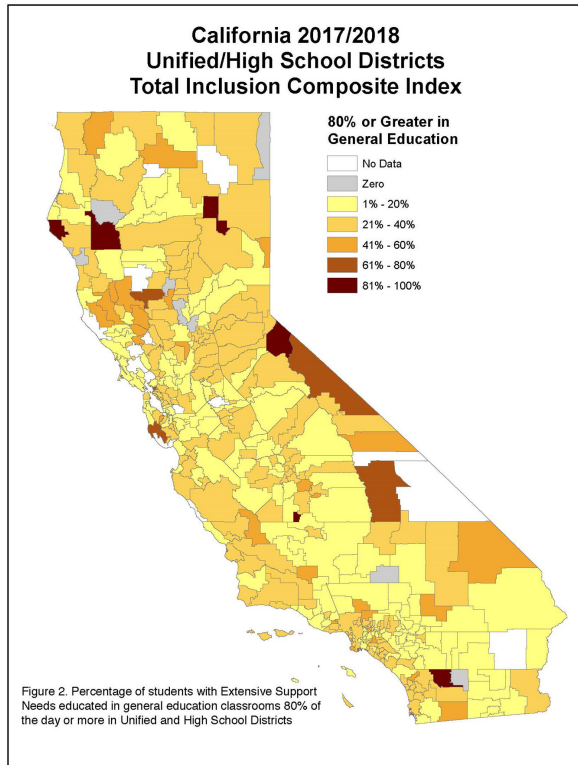 California 2017/2018
Unified/High School Districts
Total Inclusion Composite Index
80% or Greater in
General Education
No Data
Zero
1% - 20%
21% - 40%
41% - 60%
61% - 80%
81% - 100%
Figure 2. Percentage of students with Extensive Support
Needs educated in general education classrooms 80% of
the day or more in Unified and High School Districts